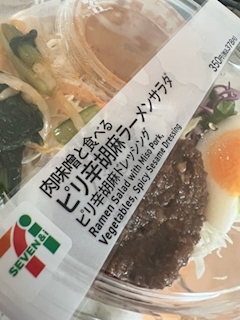 肉味噌と食べる
ピリ辛胡麻ラーメンサラダ
ピリ辛胡麻トレッシング
Ramen Salad with Miso Pork,
Vegetables, Spicy Sesame Dressing
SEVEN&i